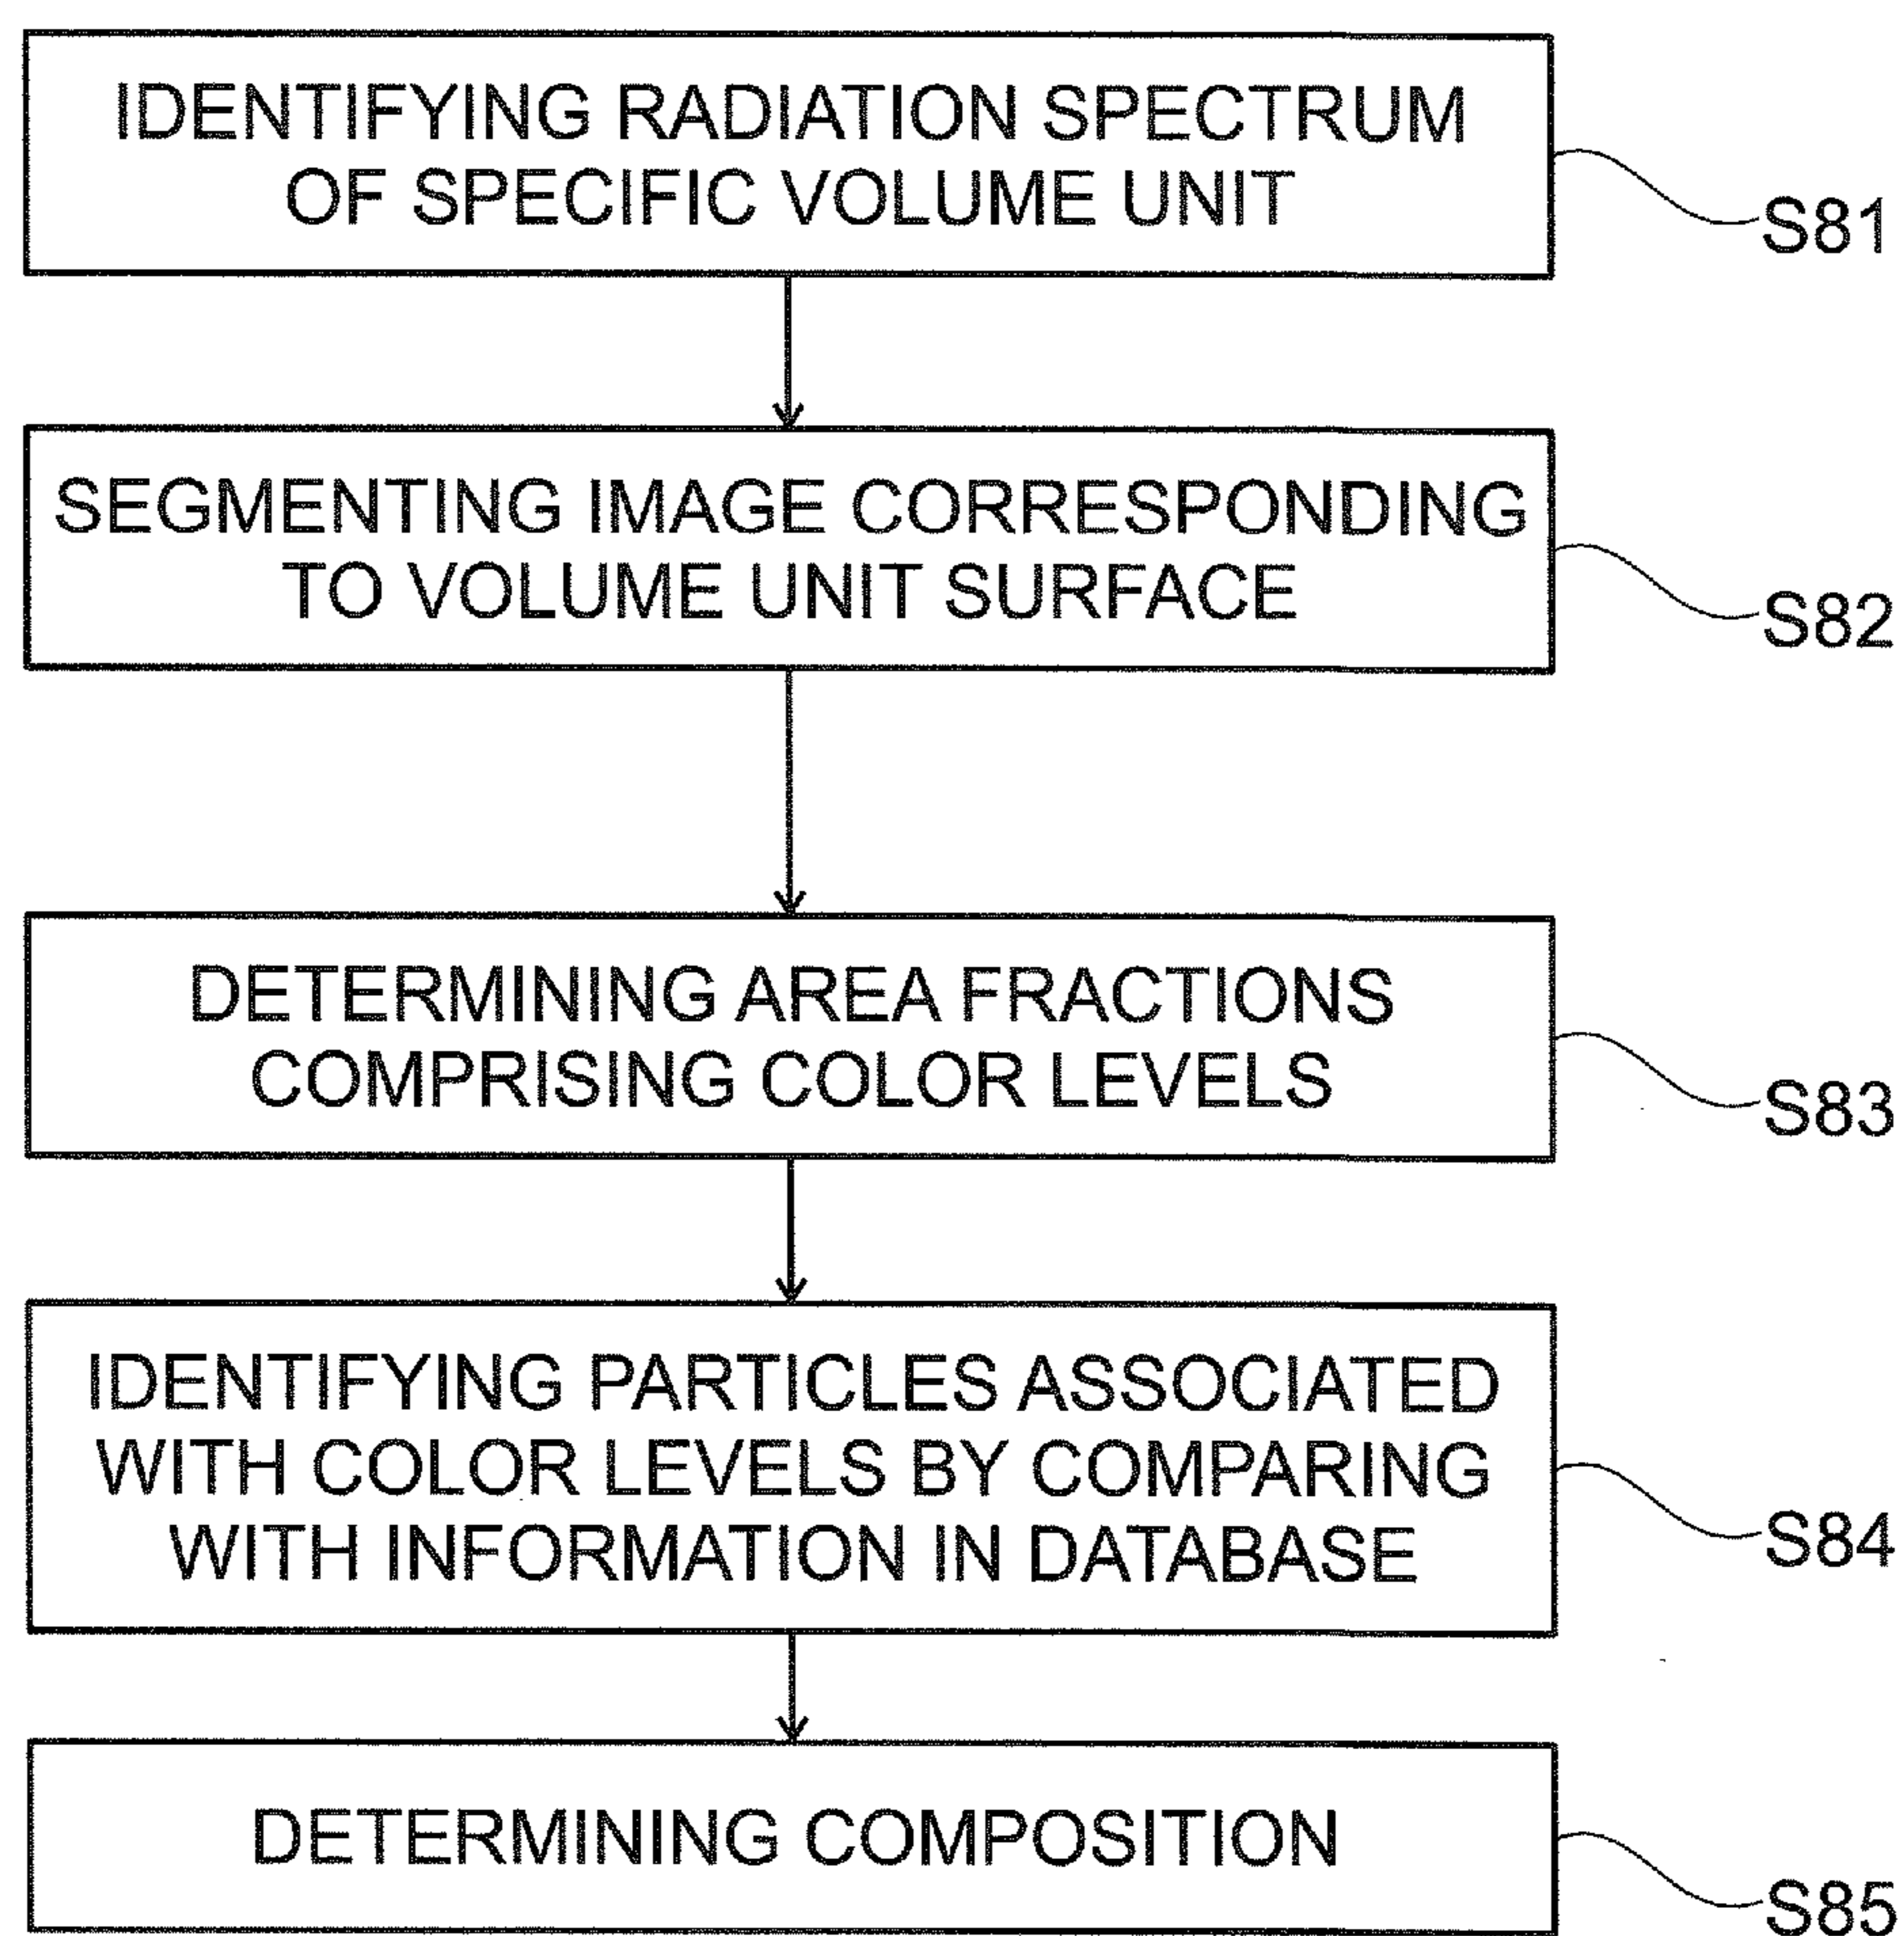 IDENTIFYING RADIATION SPECTRUM
OF SPECIFIC VOLUME UNIT
S81
SEGMENTING IMAGE CORRESPONDING
TO VOLUME UNIT SURFACE
S82
DETERMINING AREA FRACTIONS
COMPRISING COLOR LEVELS
S83
IDENTIFYING PARTICLES ASSOCIATED
WITH COLOR LEVELS BY COMPARING
WITH INFORMATION IN DATABASE
S84
DETERMINING COMPOSITION
S85